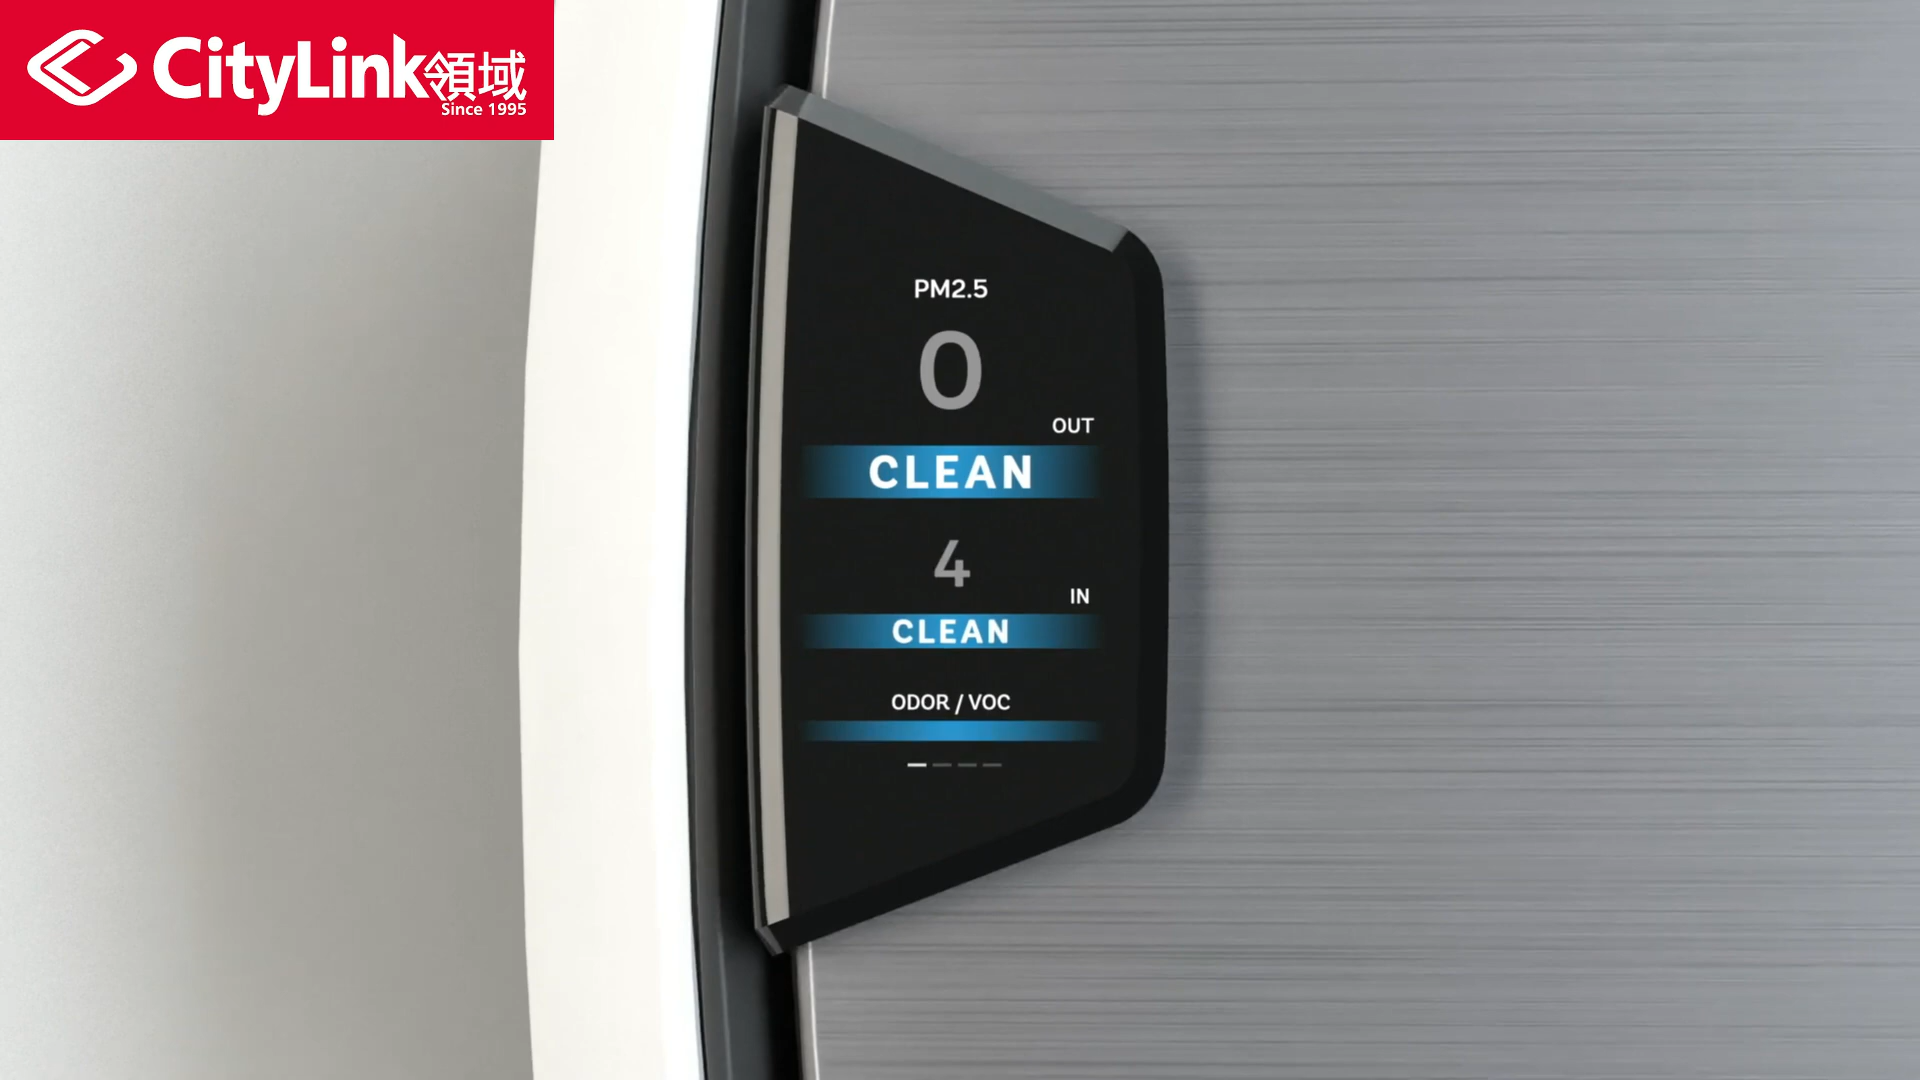 CityLink領域
Since 1995
PM2.5
0
OUT
CLEAN
4
IN
CLEAN
ODOR / VOC